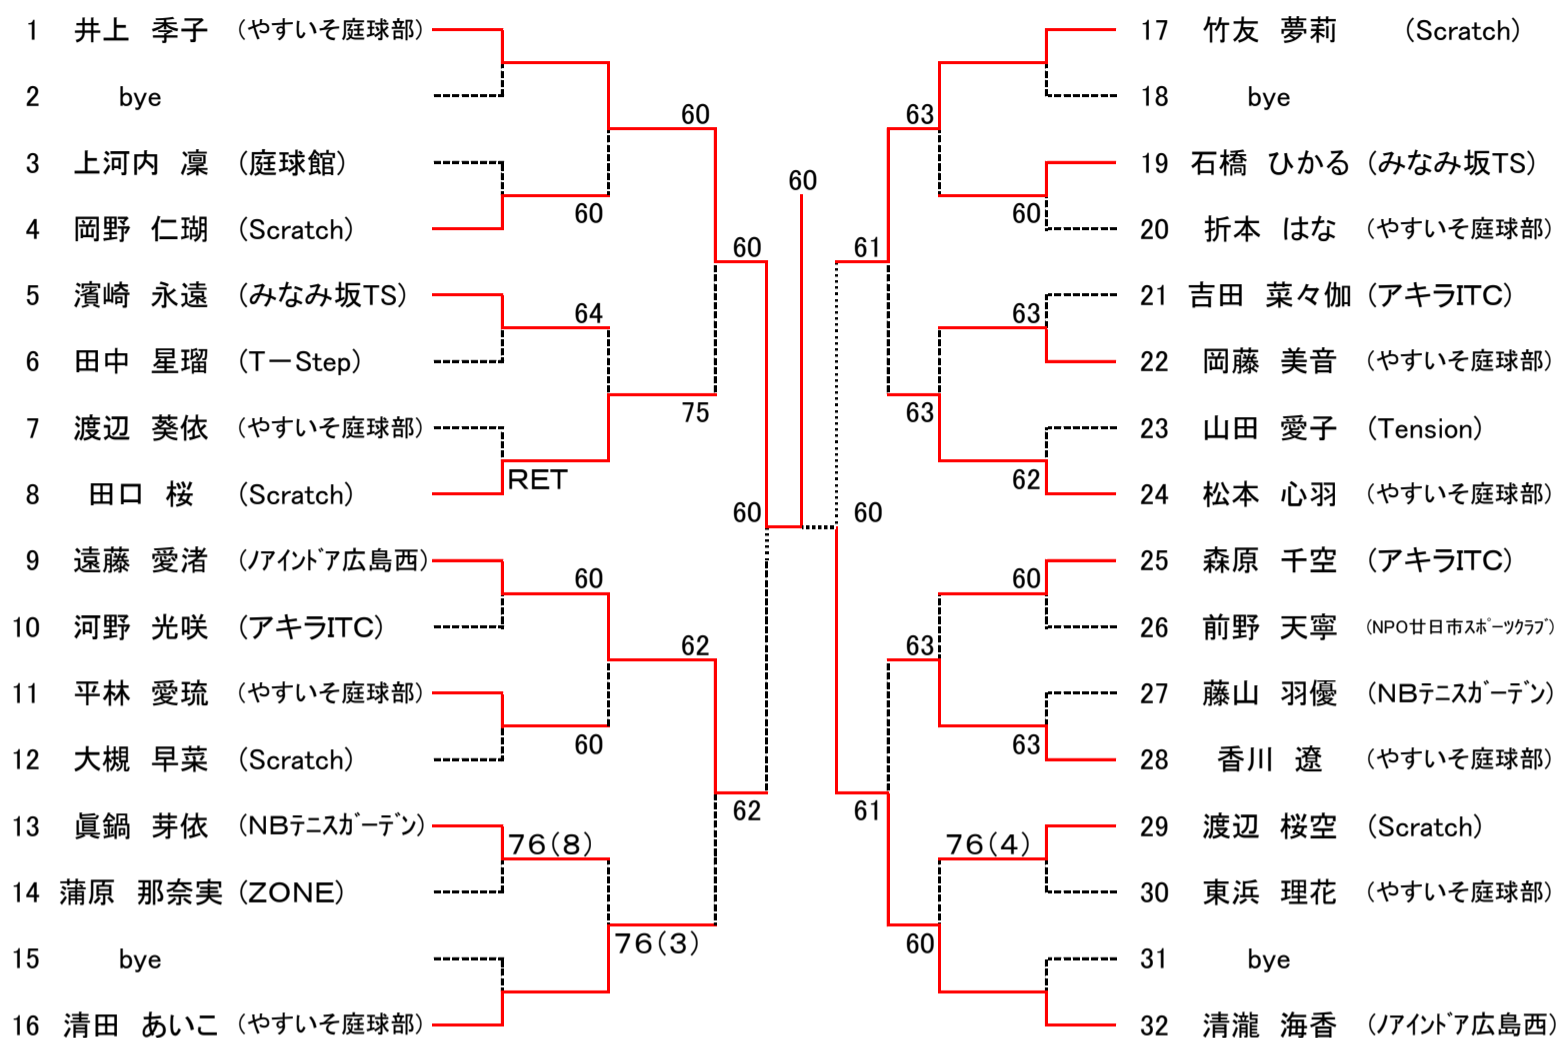 1 井上 季子 (やすいそ庭球部)
2 bye
3 上河内 凜 (庭球館)
4 岡野 仁瑚 (Scratch)
5 濱崎 永遠 (みなみ坂TS)
6 田中 星瑠 (T－Step)
7 渡辺 葵依 (やすいそ庭球部)
8 田口 桜 (Scratch)
9 遠藤 愛渚 (ﾉアインドア広島西)
10 河野 光咲 (アキラITC)
11 平林 愛琉 (やすいそ庭球部)
12 大槻 早菜 (Scratch)
13 眞鍋 芽依 (NBテニスガーデン)
14 蒲原 那奈実 (ZONE)
15 bye
16 清田 あいこ (やすいそ庭球部)
60
60
64
RET
75
60
60
60
62
60
76(8)
76(3)
62
60
60
17 竹友 夢莉 (Scratch)
18 bye
19 石橋 ひかる (みなみ坂TS)
20 折本 はな (やすいそ庭球部)
21 吉田 菜々伽 (アキラITC)
22 岡藤 美音 (やすいそ庭球部)
23 山田 愛子 (Tension)
24 松本 心羽 (やすいそ庭球部)
25 森原 千空 (アキラITC)
26 前野 天寧 (NPO廿日市スポーツクラブ)
27 藤山 羽優 (NBテニスガーデン)
28 香川 遼 (やすいそ庭球部)
29 渡辺 桜空 (Scratch)
30 東浜 理花 (やすいそ庭球部)
31 bye
32 清瀧 海香 (ﾉアインドア広島西)
63
60
61
63
63
62
60
60
63
63
61
76(4)
60